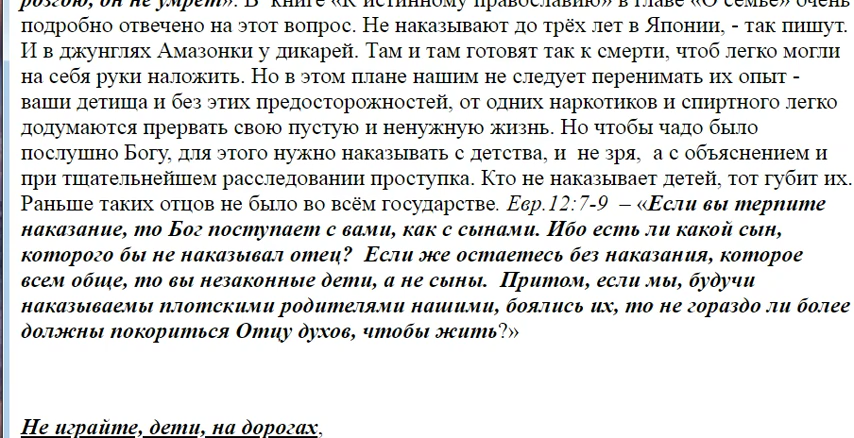 розгою, он не умрет». В книге «К истинному православию» в главе «О семье» очень
подробно отвечено на этот вопрос. Не наказывают до трёх лет в Японии, - так пишут.
И в джунглях Амазонки у дикарей. Там и там готовят так к смерти, чтоб легко могли
на себя руки наложить. Но в этом плане нашим не следует перенимать их опыт -
ваши детища и без этих предосторожностей, от одних наркотиков и спиртного легко
додумаются прервать свою пустую и ненужную жизнь. Но чтобы чадо было
послушно Богу, для этого нужно наказывать с детства, и  не зря,  а с объяснением и
при тщательнейшем расследовании проступка. Кто не наказывает детей, тот губит их.
Раньше таких отцов не было во всём государстве. Евр.12:7-9  – «Если вы терпите
наказание, то Бог поступает с вами, как с сынами. Ибо есть ли какой сын,
которого бы не наказывал отец?  Если же остаетесь без наказания, которое
всем обще, то вы незаконные дети, а не сыны.  Притом, если мы, будучи
наказываемы плотскими родителями нашими, боялись их, то не гораздо ли более
должны покориться Отцу духов, чтобы жить?»
Не играйте, дети, на дорогах,